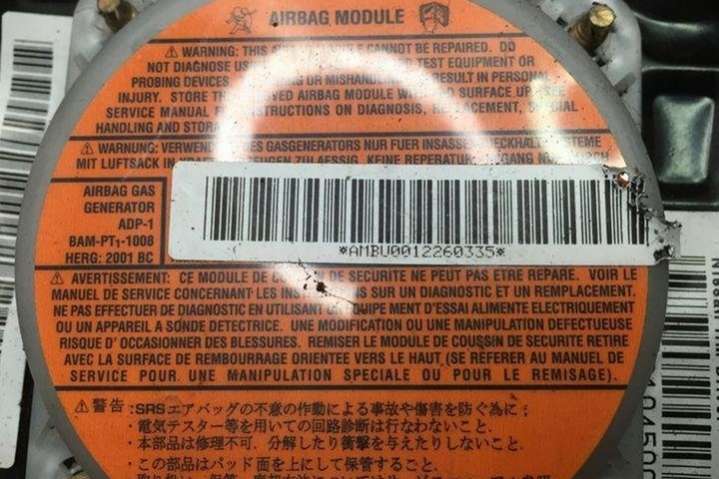 AIRBAG MODULE
WARNING: THIS CANNOT BE REPAIRED. DO
NOT DIAGNOSE TEST EQUIPMENT OR
PROBING DEVICES OR MISHANDL RESULT IN PERSONAL
INJURY. STORE AIRBAG MODULE SURFACE UP.
SERVICE MANUAL INSTRUCTIONS ON DIAGNOSIS,
HANDLING AND
WARNUNG: GASGENERATORS NUR FUER
MIT LUFTSACK IN ZULAESSIG. KEINE
AIRBAG GAS
GENERATOR
ADP-1
BAM-PT1-1008
HERG: 2001 BC
*AMBU0012260335*
AVERTISSEMENT: CE MODULE DE DE SECURITE NE PEUT PAS ETRE REPARE. VOIR LE
MANUEL DE SERVICE CONCERNANT LES SUR UN DIAGNOSTIC ET UN REMPLACEMENT.
NE PAS EFFECTUER DE DIAGNOSTIC EN UTILISANT D'ESSAI ALIMENTE ELECTRIQUEMENT
OU UN APPAREIL A SONDE DETECTRICE. UNE MODIFICATION OU UNE MANIPULATION DEFECTUEUSE
RISQUE D'OCCASIONNER DES BLESSURES. REMISER LE MODULE DE COUSSIN DE SECURITE RETIRE
AVEC LA SURFACE DE REMBOURRAGE ORIENTEE VERS LE HAUT, (SE REFERER AU MANUEL DE
SERVICE POUR UNE MANIPULATION SPECIALE OU POUR LE REMISAGE).
警告:SRSエアバッグの不意の作動による事故や傷害を防ぐ為に;
・電気テスター等を用いての回路診断は行なわないこと.
・本部品は修理不可. 分解したり衝撃を与えたりしないこと.
・この部品はパッド面を上にして保管すること.